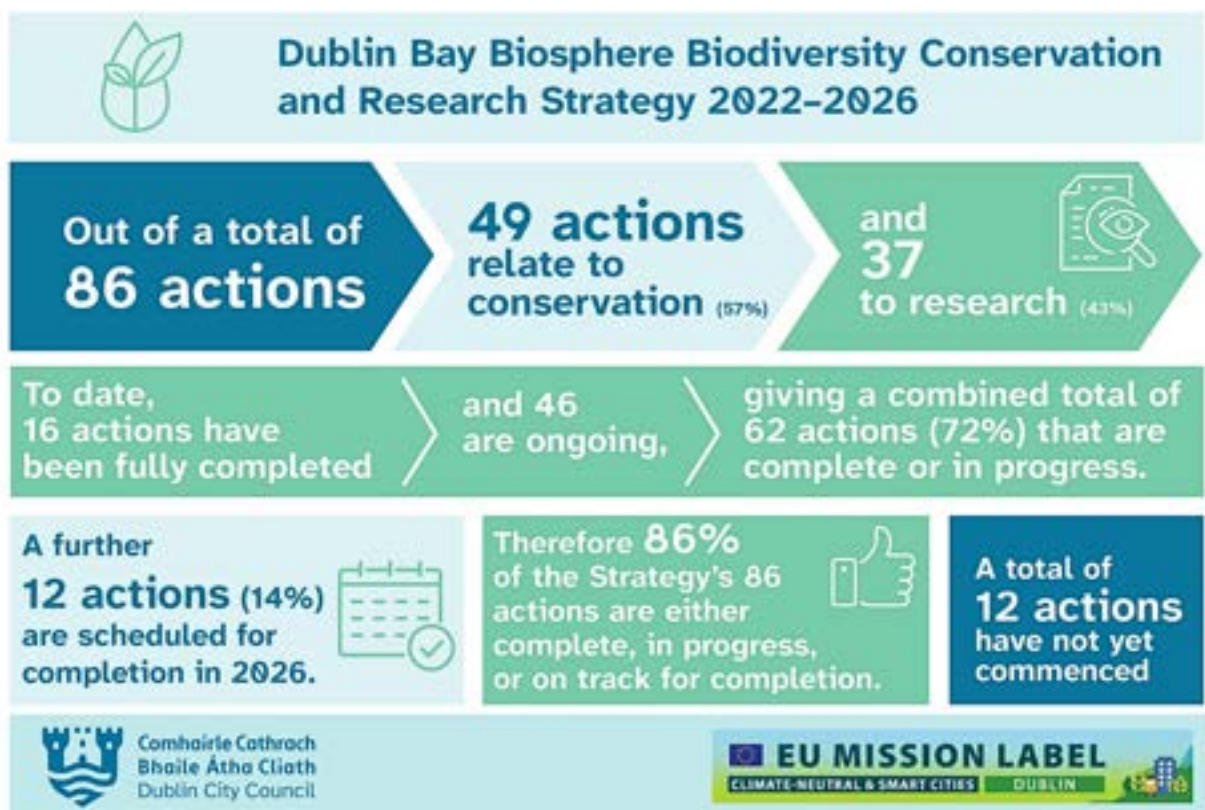 Dublin Bay Biosphere Biodiversity Conservation
and Research Strategy 2022–2026
Out of a total of
86 actions
49 actions
relate to
conservation (57%)
and
37
to research (43%)
To date,
16 actions have
been fully completed
and 46
are ongoing,
giving a combined total of
62 actions (72%) that are
complete or in progress.
A further
12 actions (14%)
are scheduled for
completion in 2026.
Therefore 86%
of the Strategy's 86
actions are either
complete, in progress,
or on track for completion.
A total of
12 actions
have not yet
commenced
Comhairle Cathrach
Bhaile Átha Cliath
Dublin City Council
EU MISSION LABEL
CLIMATE-NEUTRAL & SMART CITIES DUBLIN